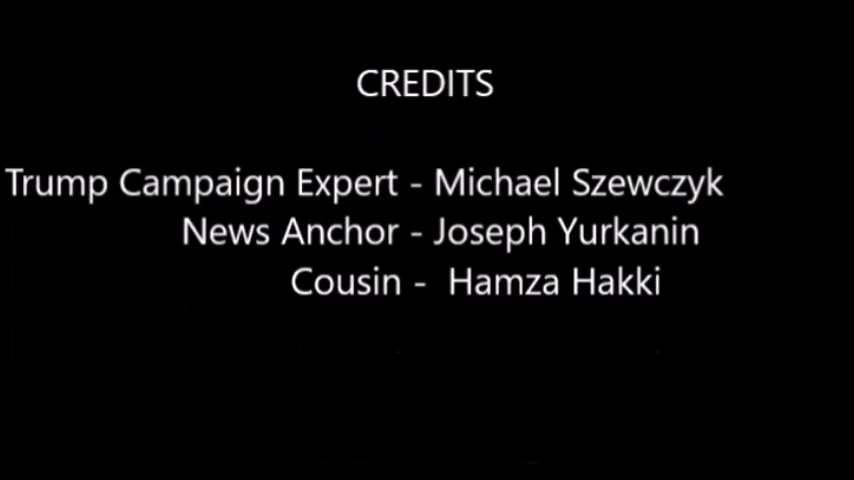 CREDITS
Trump Campaign Expert - Michael Szewczyk
News Anchor - Joseph Yurkanin
Cousin - Hamza Hakki